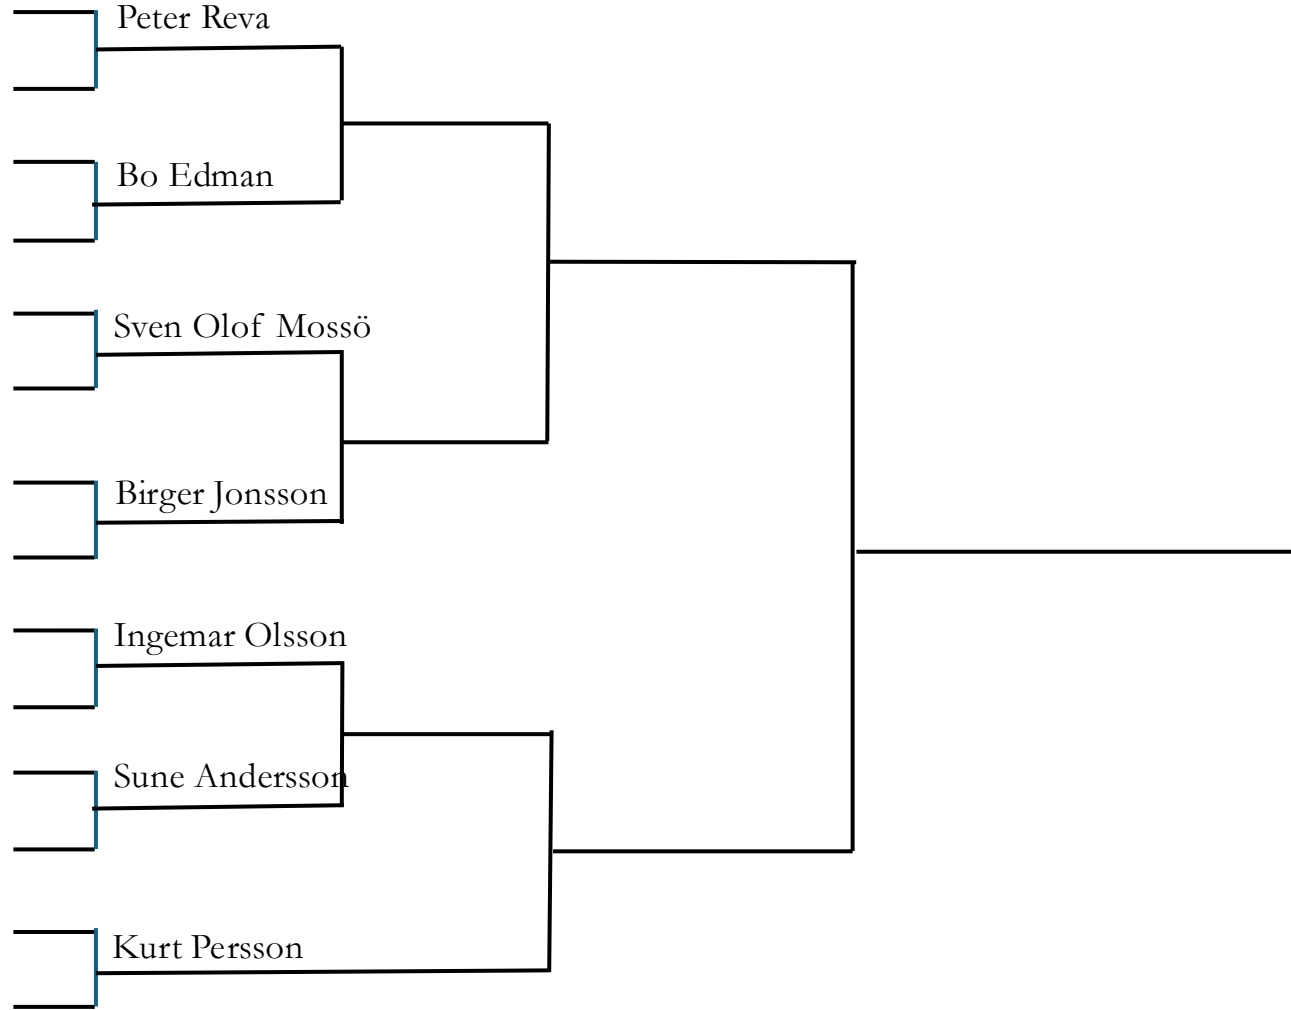 Peter Reva
Bo Edman
Sven Olof Mossö
Birger Jonsson
Ingemar Olsson
Sune Andersson
Kurt Persson